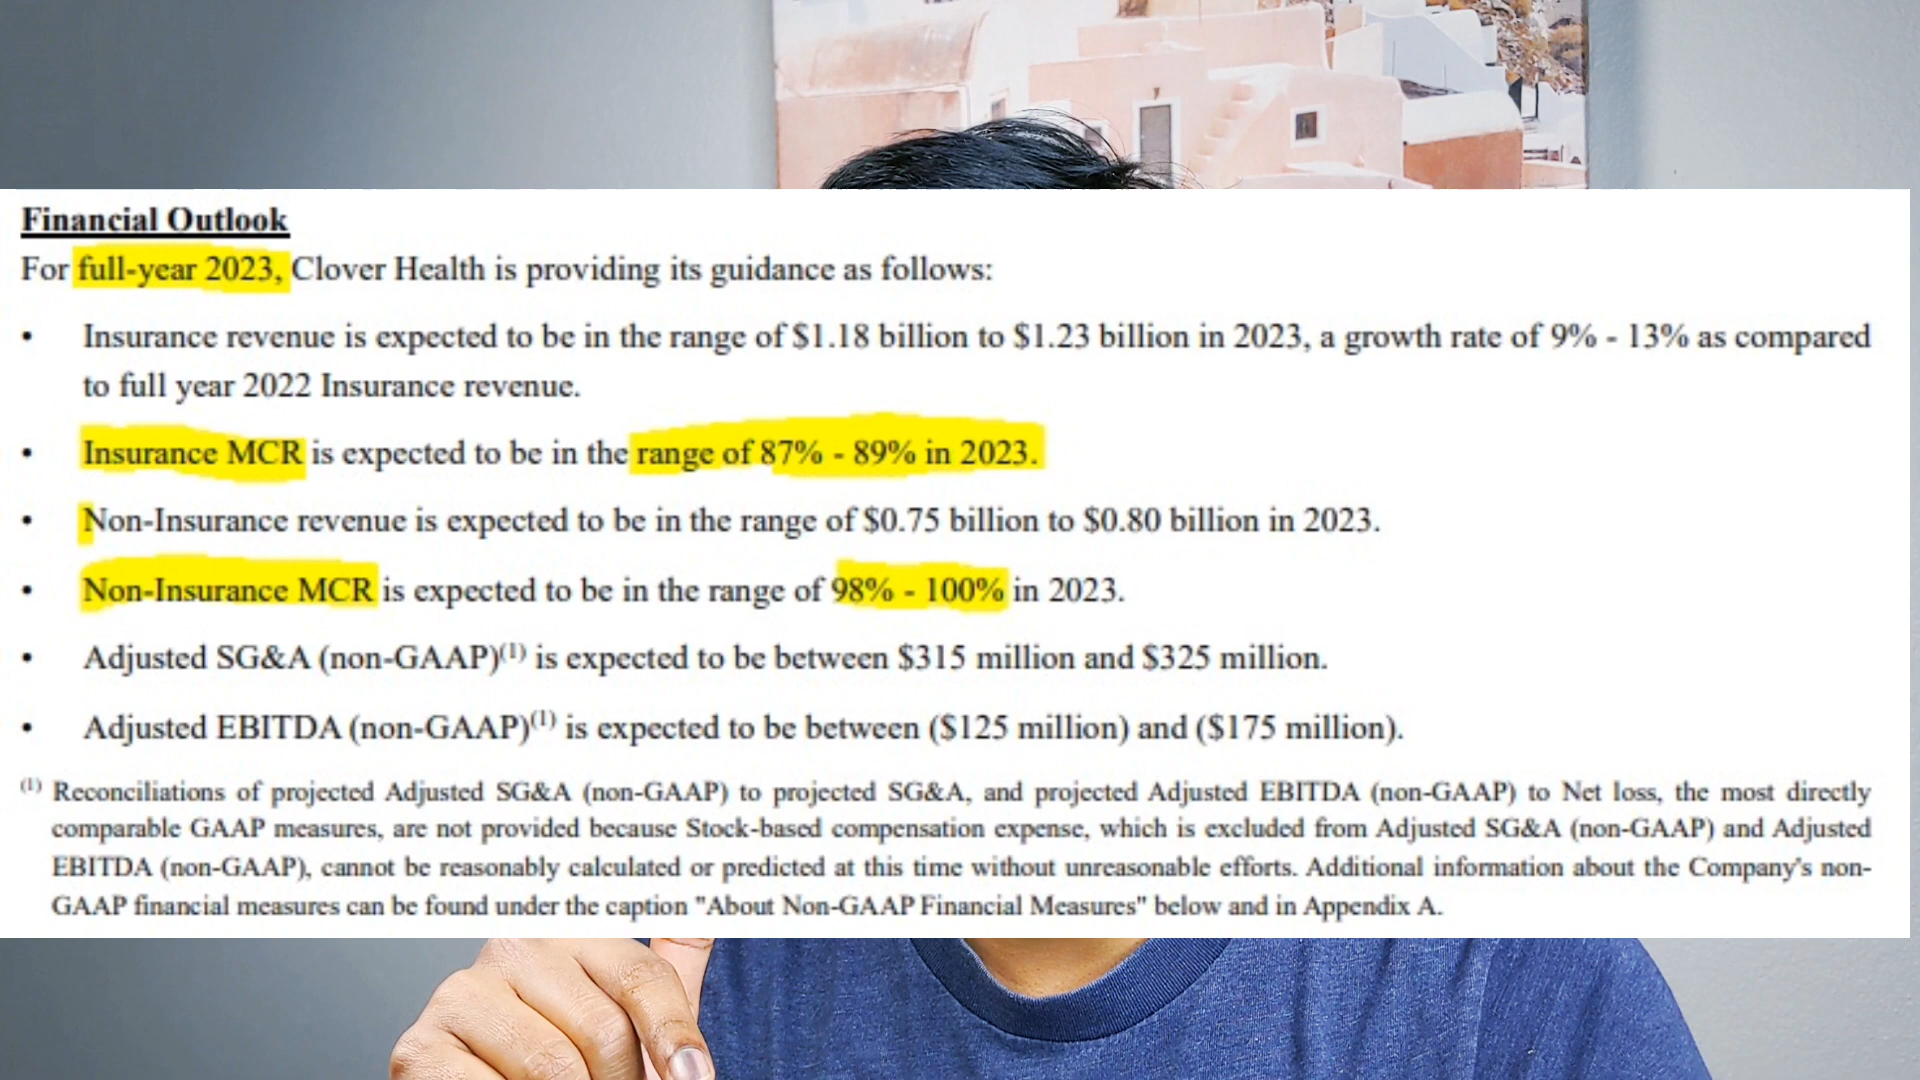 Financial Outlook
For full-year 2023, Clover Health is providing its guidance as follows:
• Insurance revenue is expected to be in the range of $1.18 billion to $1.23 billion in 2023, a growth rate of 9% - 13% as compared
to full year 2022 Insurance revenue.
• Insurance MCR is expected to be in the range of 87% - 89% in 2023.
• Non-Insurance revenue is expected to be in the range of $0.75 billion to $0.80 billion in 2023.
• Non-Insurance MCR is expected to be in the range of 98% - 100% in 2023.
• Adjusted SG&A (non-GAAP)(1) is expected to be between $315 million and $325 million.
• Adjusted EBITDA (non-GAAP)(1) is expected to be between ($125 million) and ($175 million).
(1) Reconciliations of projected Adjusted SG&A (non-GAAP) to projected SG&A, and projected Adjusted EBITDA (non-GAAP) to Net loss, the most directly
comparable GAAP measures, are not provided because Stock-based compensation expense, which is excluded from Adjusted SG&A (non-GAAP) and Adjusted
EBITDA (non-GAAP), cannot be reasonably calculated or predicted at this time without unreasonable efforts. Additional information about the Company's non-
GAAP financial measures can be found under the caption "About Non-GAAP Financial Measures" below and in Appendix A.